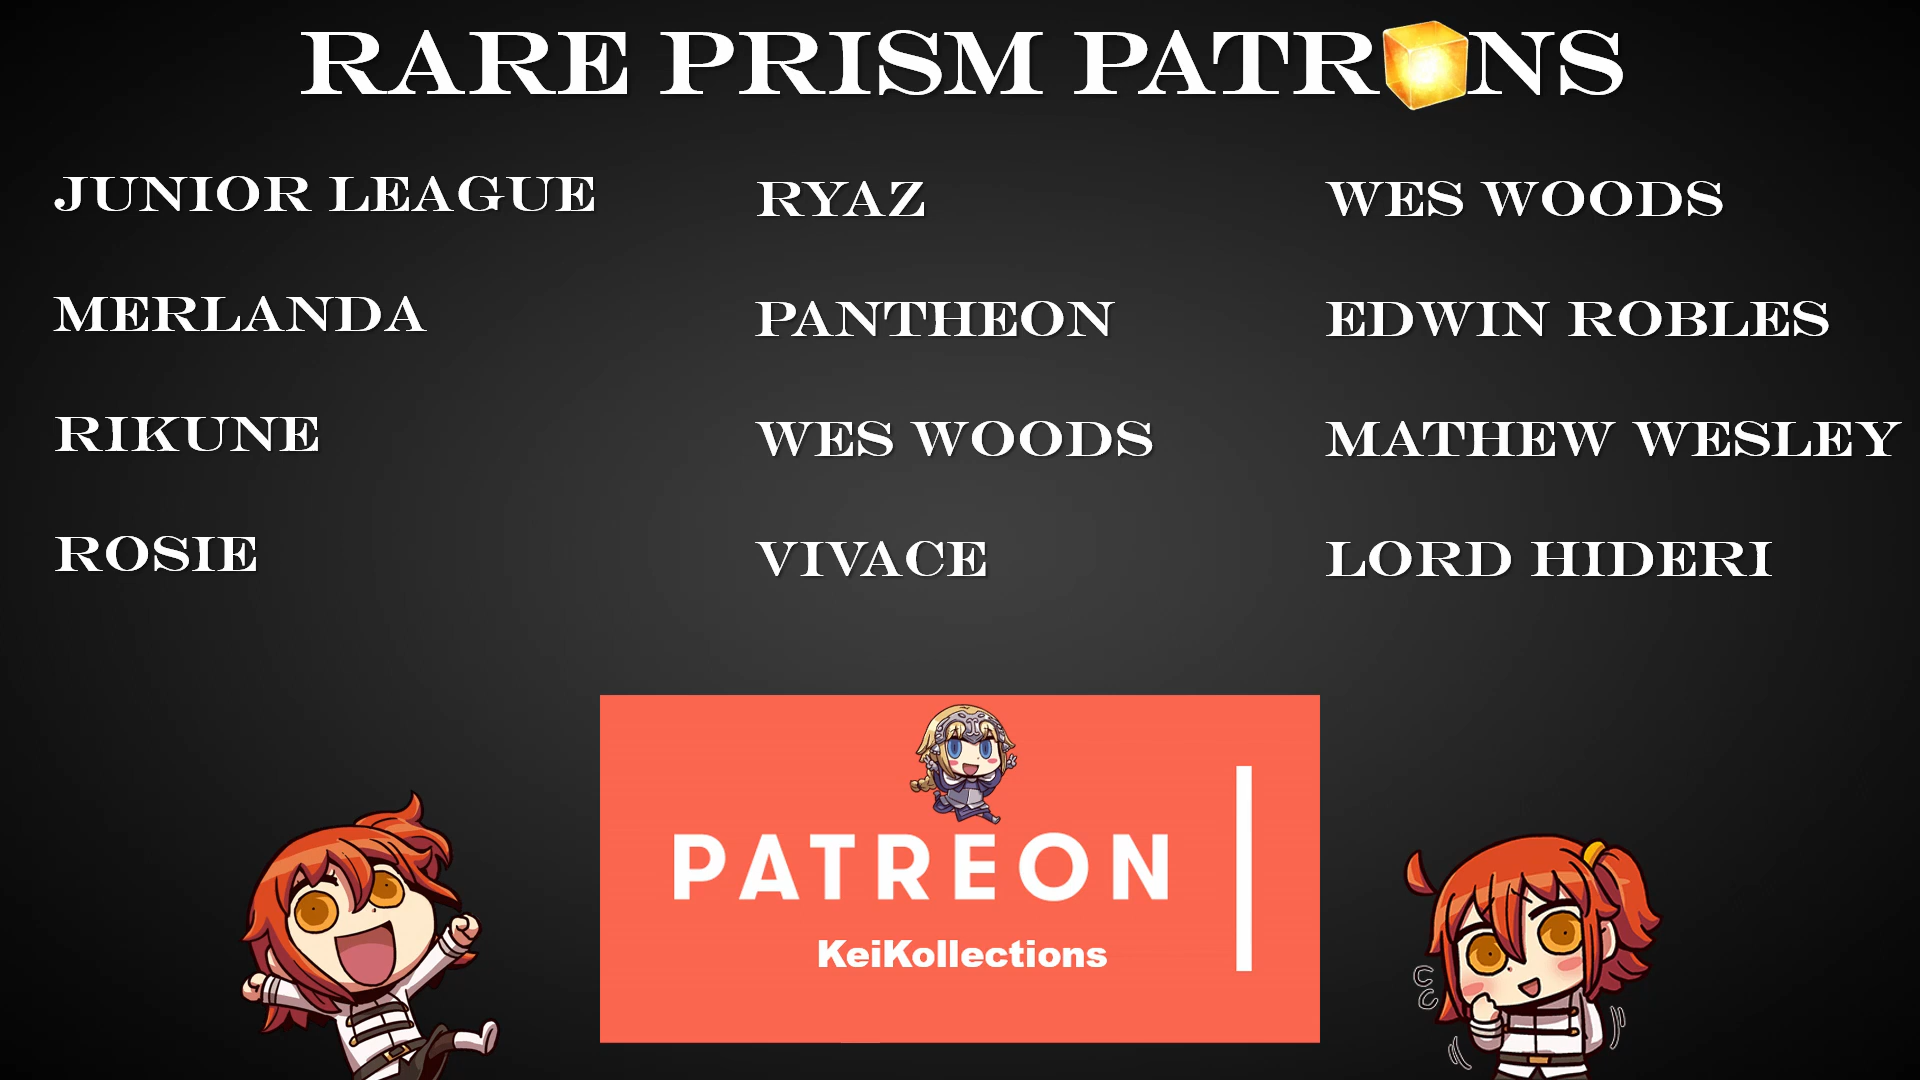 RARE PRISM PATRONS
JUNIOR LEAGUE
MERLANDA
RIKUNE
ROSIE
RYAZ
PANTHEON
WES WOODS
VIVACE
WES WOODS
EDWIN ROBLES
MATHEW WESLEY
LORD HIDERI
PATREON
KeiKollections